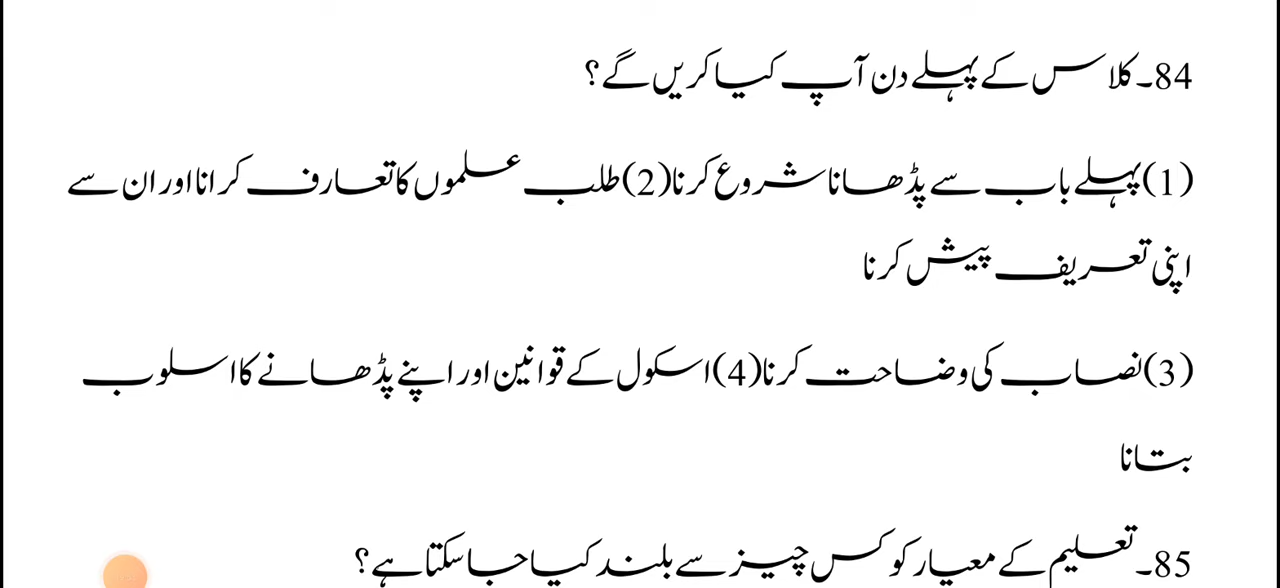 84۔ کلاس کے پہلے دن آپ کیا کریں گے؟
(1) پہلے باب سے پڈھانا شروع کرنا (2) طلب علموں کا تعارف کرانا اور ان سے
اپنی تعریف پیش کرنا
(3) نصاب کی وضاحت کرنا (4) اسکول کے قوانین اور اپنے پڈھانے کا اسلوب
بتانا
85۔ تعلیم کے معیار کو کس چیز سے بلند کیا جا سکتا ہے؟